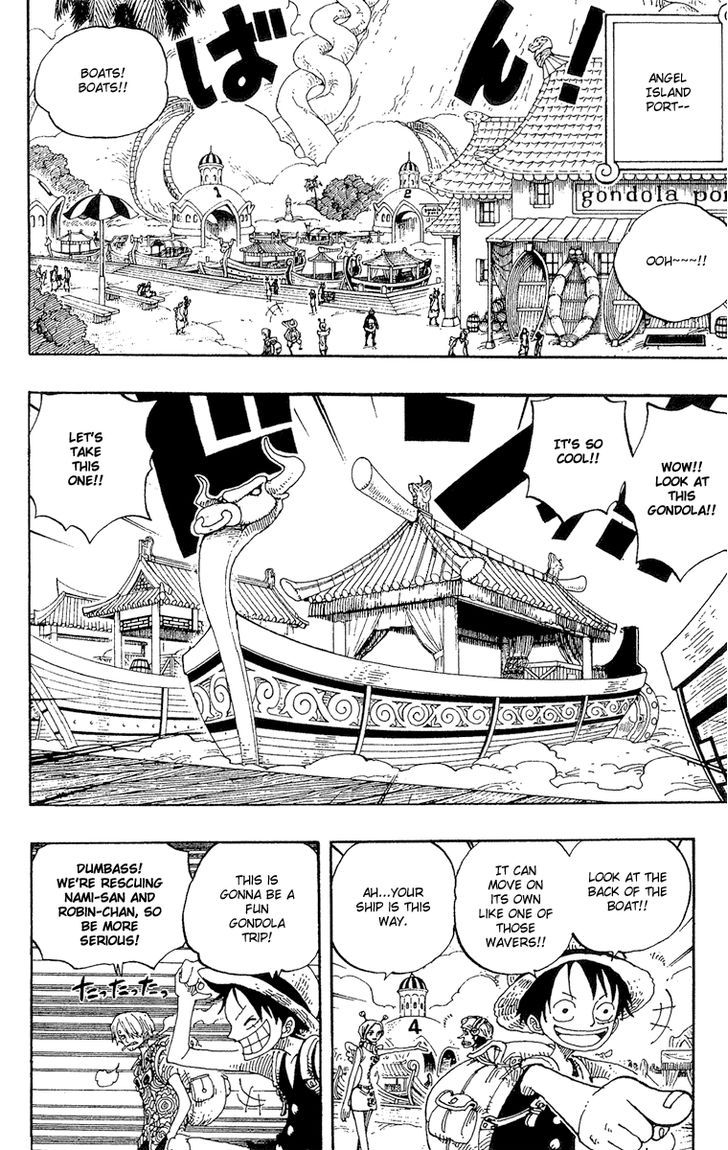 ANGEL
ISLAND
PORT--
ばん!
BOATS!
BOATS!!
1
2
gondola po
OOH~~~!!
WOW!!
LOOK AT
THIS
GONDOLA!!
IT'S SO
COOL!!
LET'S
TAKE
THIS
ONE!!
LOOK AT THE
BACK OF THE
BOAT!!
IT CAN
MOVE ON
ITS OWN
LIKE ONE OF
THOSE
WAVERS!!
AH...YOUR
SHIP IS THIS
WAY.
4
THIS IS
GONNA BE A
FUN
GONDOLA
TRIP!
DUMBASS!
WE'RE RESCUING
NAMI-SAN AND
ROBIN-CHAN, SO
BE MORE
SERIOUS!
たったったっ